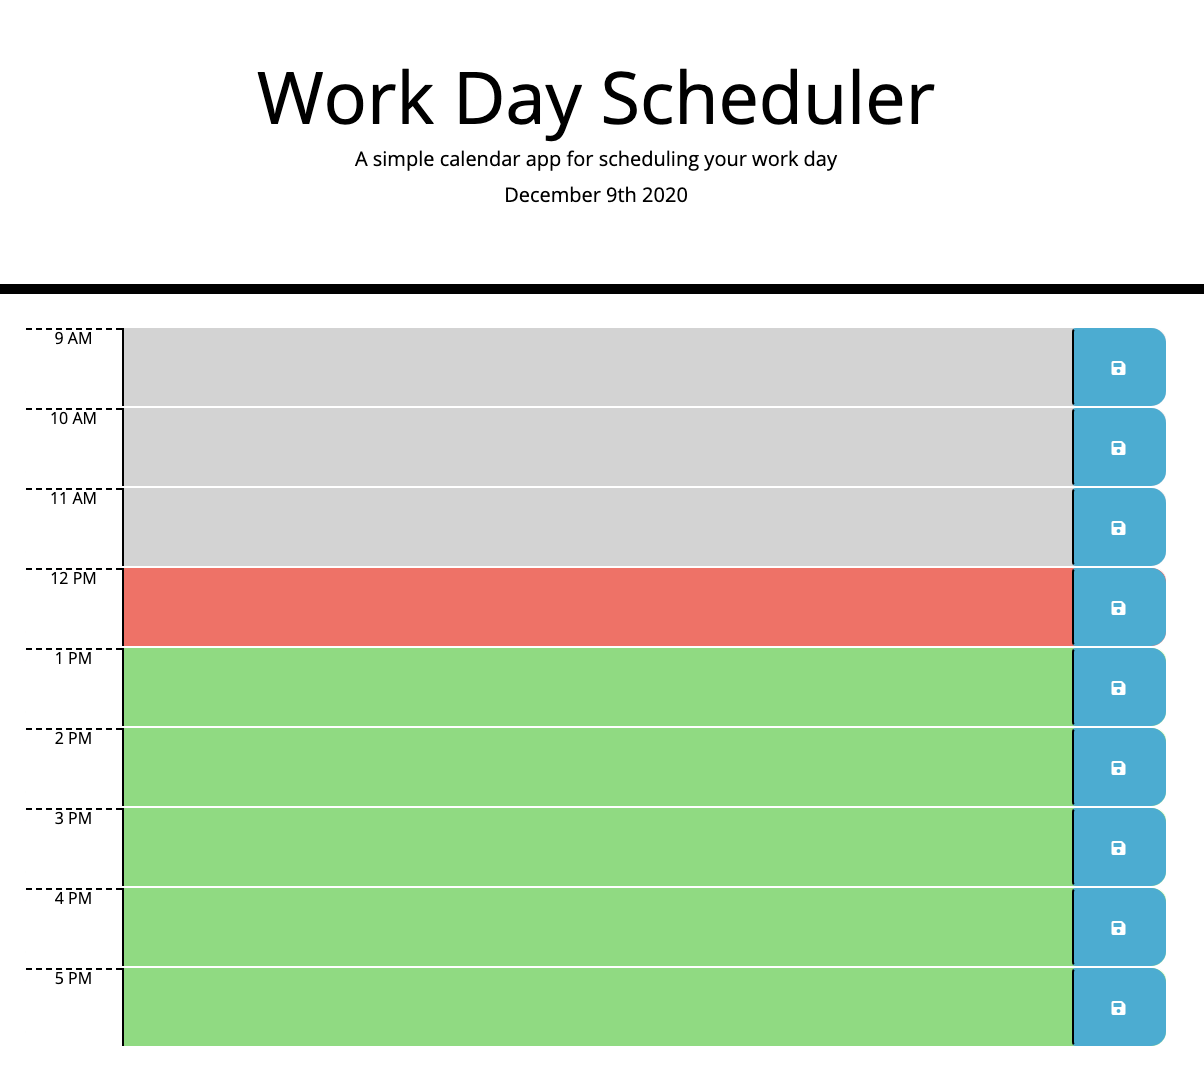 Work Day Scheduler
A simple calendar app for scheduling your work day
December 9th 2020
9 AM
10 AM
11 AM
12 PM
1 PM
2 PM
3 PM
4 PM
5 PM